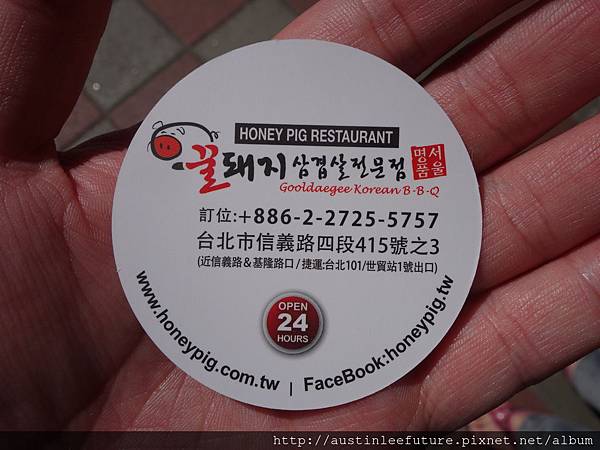 HONEY PIG RESTAURANT
꿀돼지 삼겹살전문점 명품서울
Gooldaegee Korean B-B-Q
訂位:+886-2-2725-5757
台北市信義路四段415號之3
(近信義路&基隆路口/捷運:台北101/世貿站1號出口)
OPEN
24
HOURS
www.honeypig.com.tw | FaceBook:honeypig.tw
http://austinleefuture.pixnet.net/album